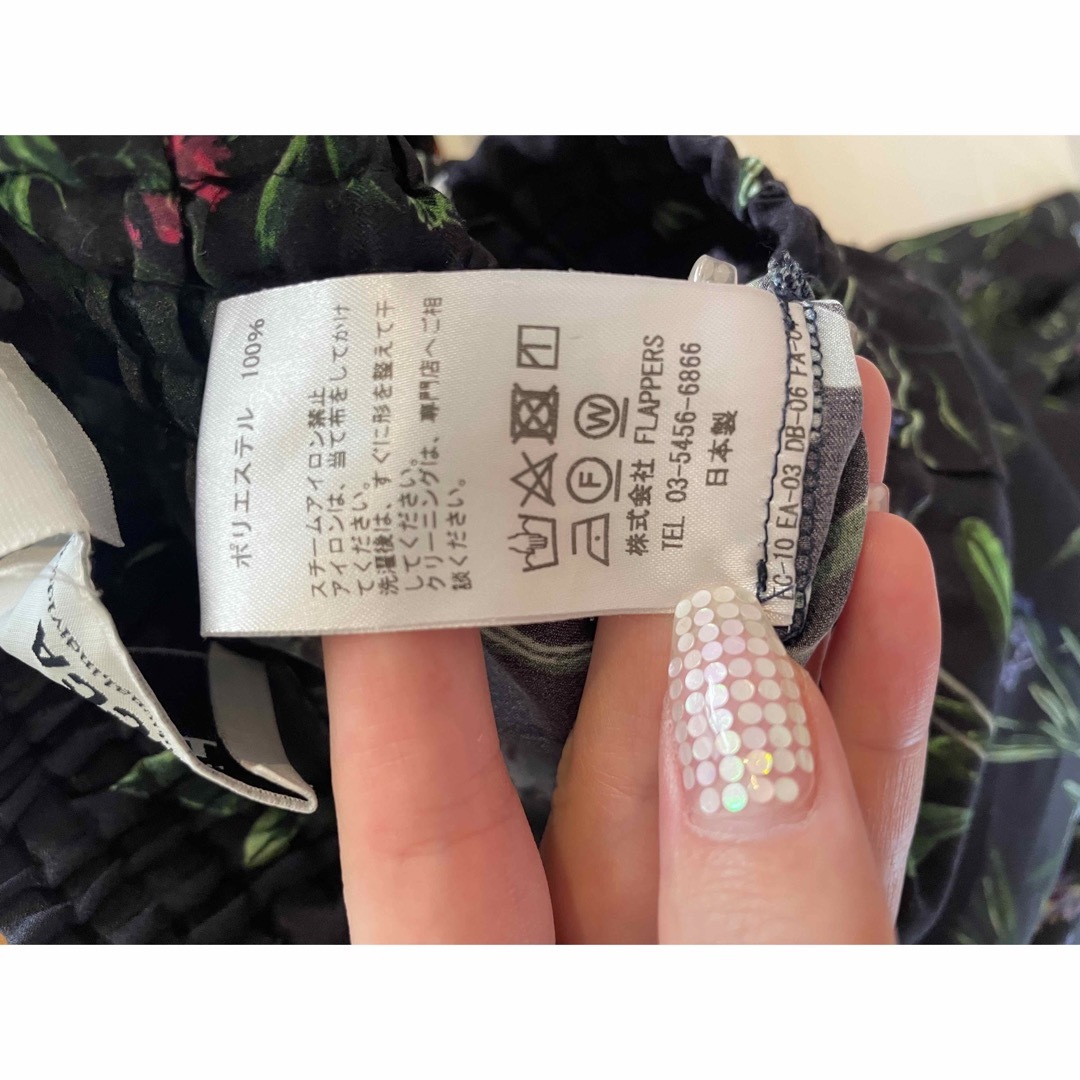 ポリエステル 100%
スチームアイロン禁止
アイロンは、当て布をしてかけ
てください。
洗濯後は、すぐに形を整えて干
してください。
クリーニングは、専門店へご相
談ください。
W
F
株式会社 FLAPPERS
TEL 03-5456-6866
日本製
EA-03 DB-06